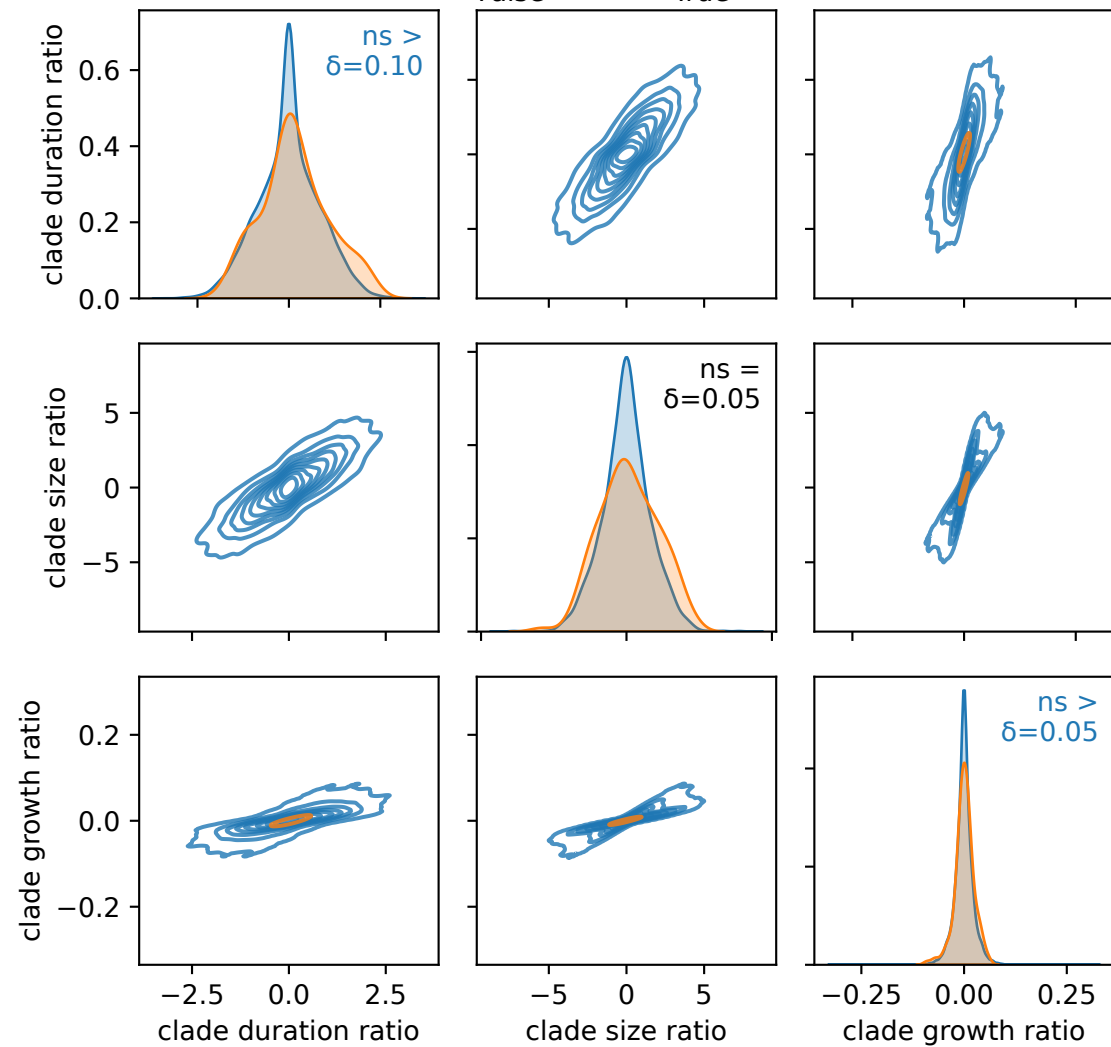 clade duration ratio
0.6
0.4
0.2
0.0
ns >
δ=0.10
clade size ratio
5
0
−5
ns =
δ=0.05
clade growth ratio
0.2
0.0
−0.2
ns >
δ=0.05
−2.5 0.0 2.5
−5 0 5
−0.25 0.00 0.25
clade duration ratio
clade size ratio
clade growth ratio